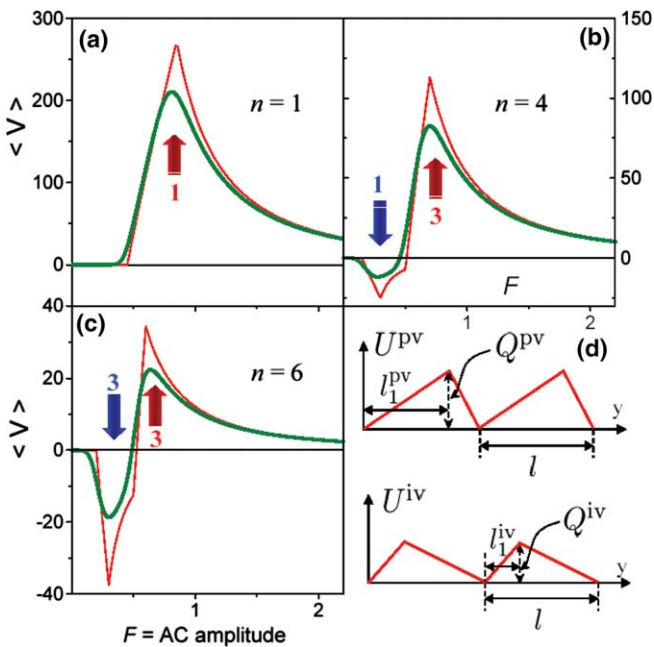 300
200
100
0
< V >
(a)
n = 1
1
150
100
50
0
(b)
n = 4
1
3
F
1
2
40
20
0
-20
-40
< V >
(c)
n = 6
3
3
1
2
F = AC amplitude
(d)
U^pv
Q^pv
l_1^pv
y
l
U^iv
Q^iv
l_1^iv
y
l